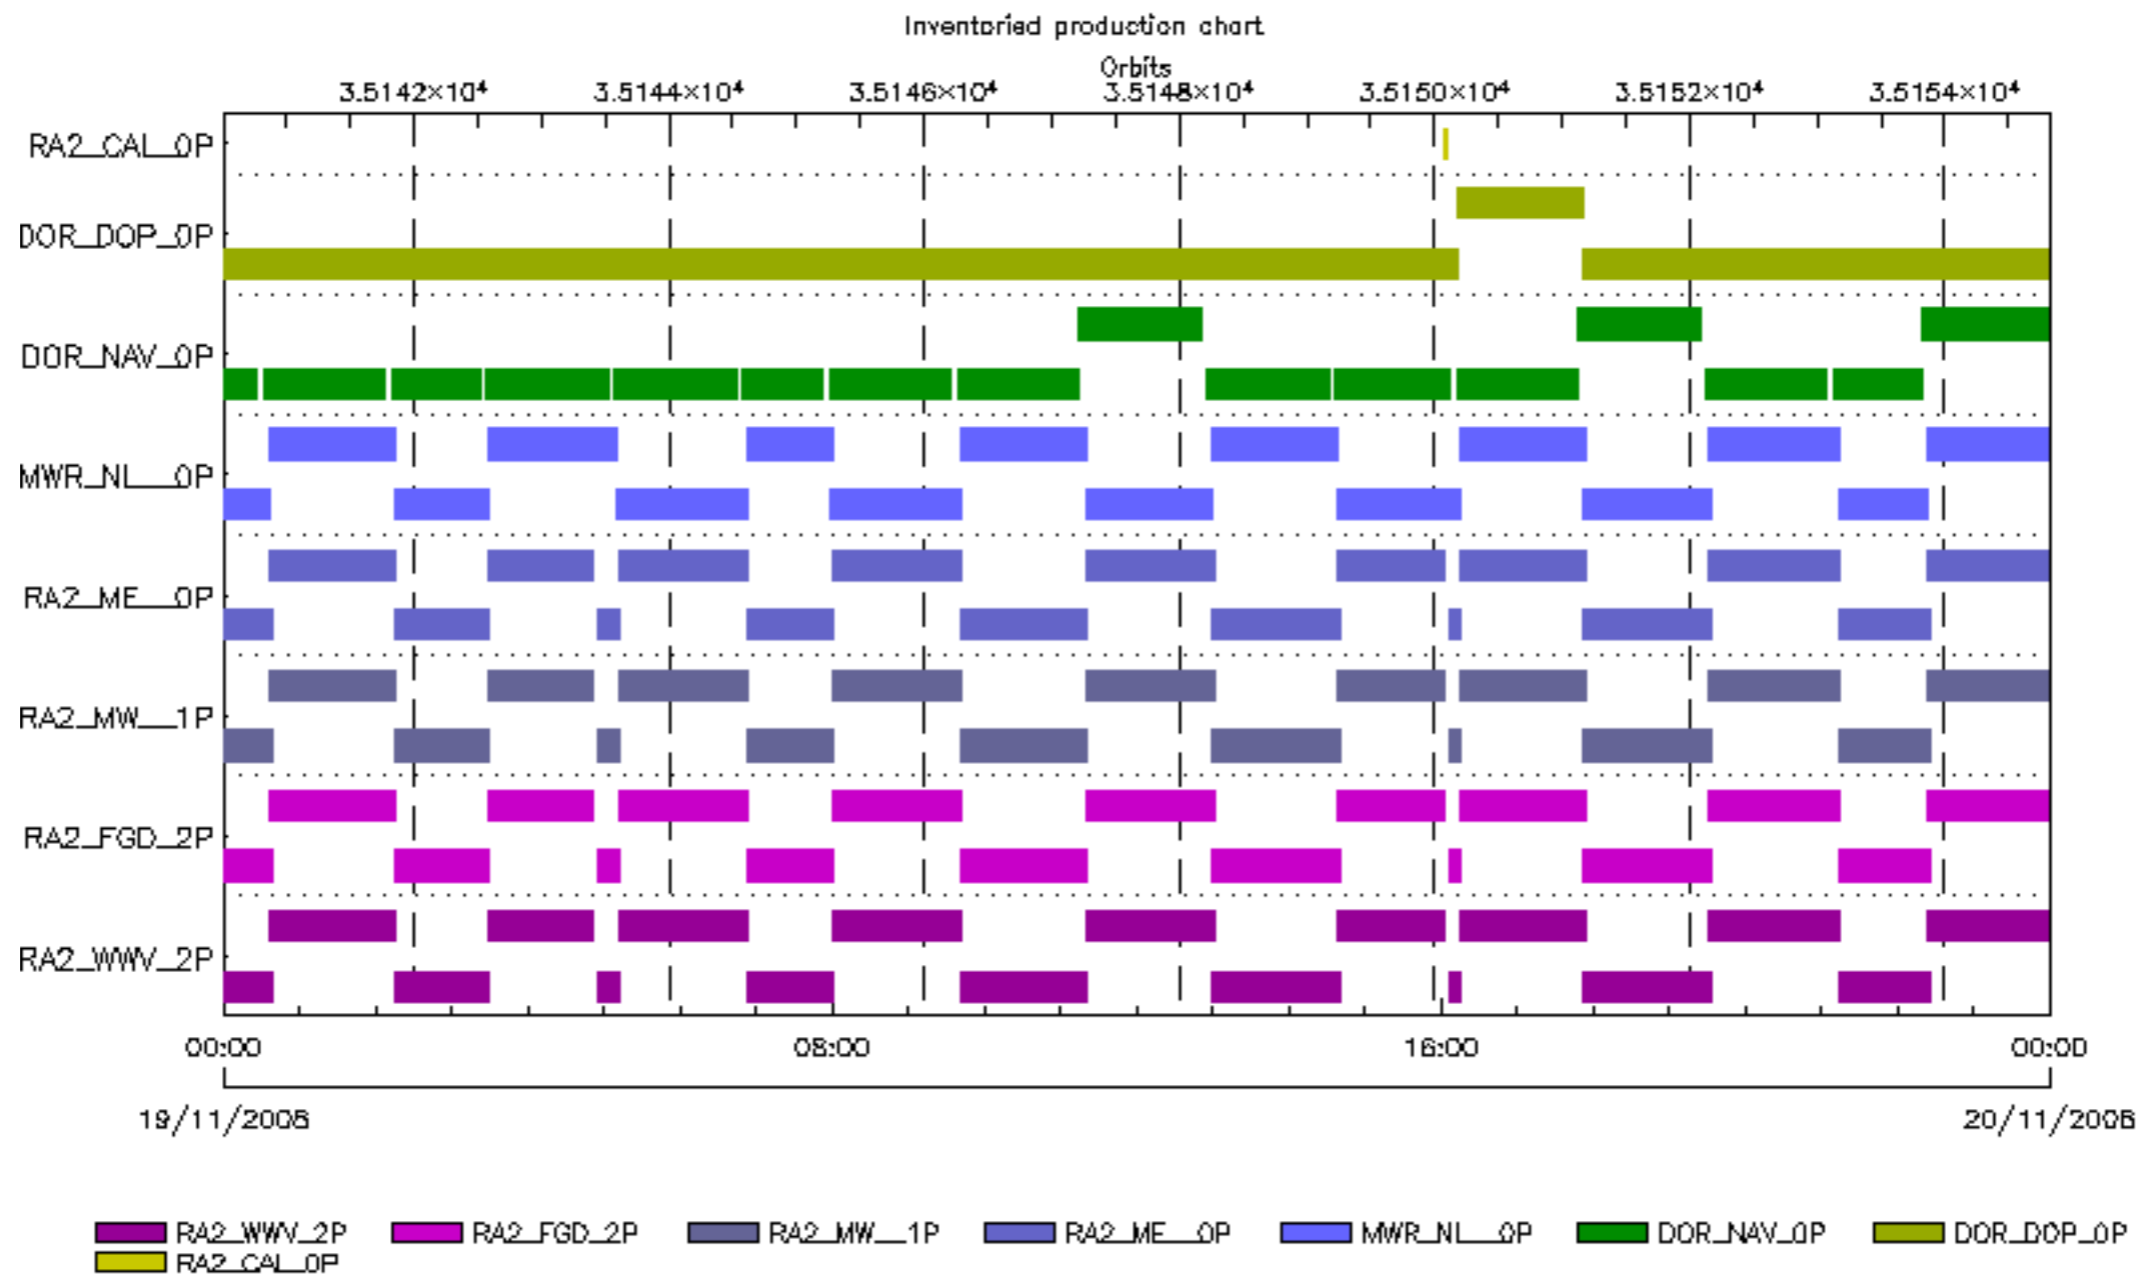 Inventoried production chart
Orbits
3.5142×10⁴ 3.5144×10⁴ 3.5146×10⁴ 3.5148×10⁴ 3.5150×10⁴ 3.5152×10⁴ 3.5154×10⁴
RA2_CAL_0P
DOR_DOP_0P
DOR_NAV_0P
MWR_NL__0P
RA2_ME__0P
RA2_MW__1P
RA2_FGD_2P
RA2_WWV_2P
00:00 08:00 16:00 00:00
19/11/2008 20/11/2008
RA2_WWV_2P RA2_FGD_2P RA2_MW__1P RA2_ME__0P MWR_NL__0P DOR_NAV_0P DOR_DOP_0P
RA2_CAL_0P